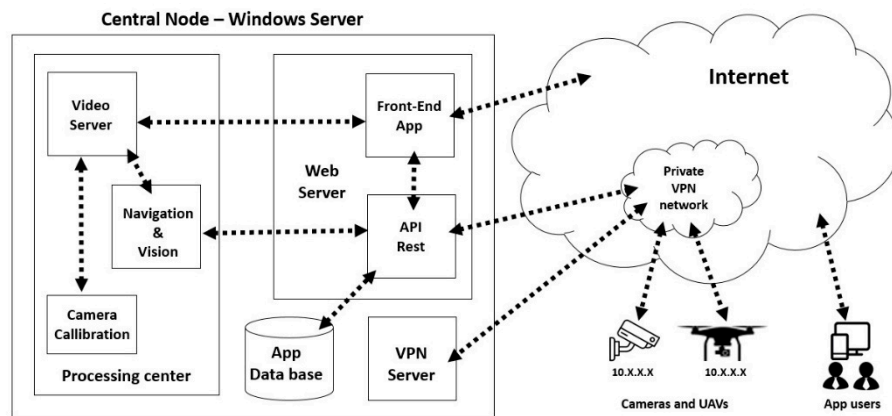 Central Node – Windows Server
Video
Server
Navigation
&
Vision
Camera
Callibration
Processing center
Front-End
App
Web
Server
API
Rest
App
Data base
VPN
Server
Internet
Private
VPN
network
10.X.X.X
10.X.X.X
Cameras and UAVs
App users